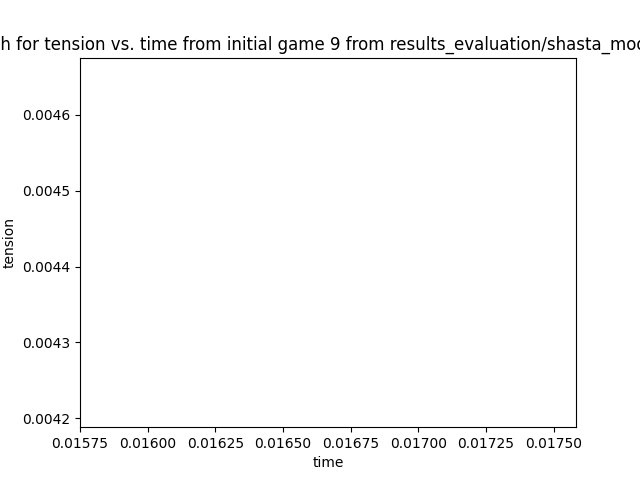 h for tension vs. time from initial game 9 from results_evaluation/shasta_mo
0.0046
0.0045
tension
0.0044
0.0043
0.0042
0.01575 0.01600 0.01625 0.01650 0.01675 0.01700 0.01725 0.01750
time